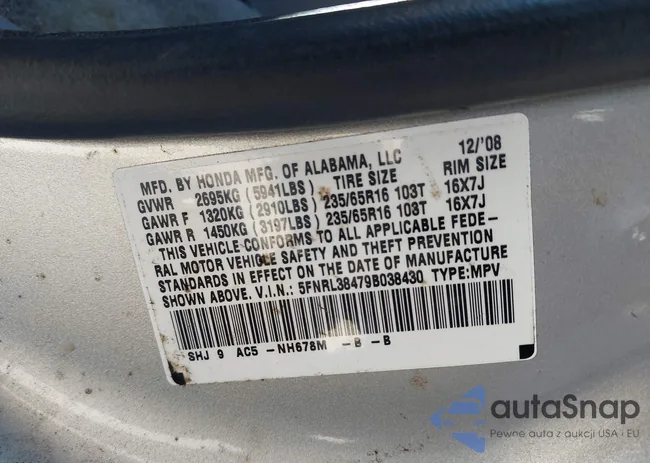 MFD. BY HONDA MFG. OF ALABAMA, LLC 12/'08
GVWR 2695KG (5941LBS) TIRE SIZE RIM SIZE
GAWR F 1320KG (2910LBS) 235/65R16 103T 16X7J
GAWR R 1450KG (3197LBS) 235/65R16 103T 16X7J
THIS VEHICLE CONFORMS TO ALL APPLICABLE FEDE-
RAL MOTOR VEHICLE SAFETY AND THEFT PREVENTION
STANDARDS IN EFFECT ON THE DATE OF MANUFACTURE
SHOWN ABOVE. V.I.N.: 5FNRL38479B038430 TYPE:MPV
SHJ 9 AC5 -NH678M -B -B
autaSnap
Pewne auta z aukcji USA i EU